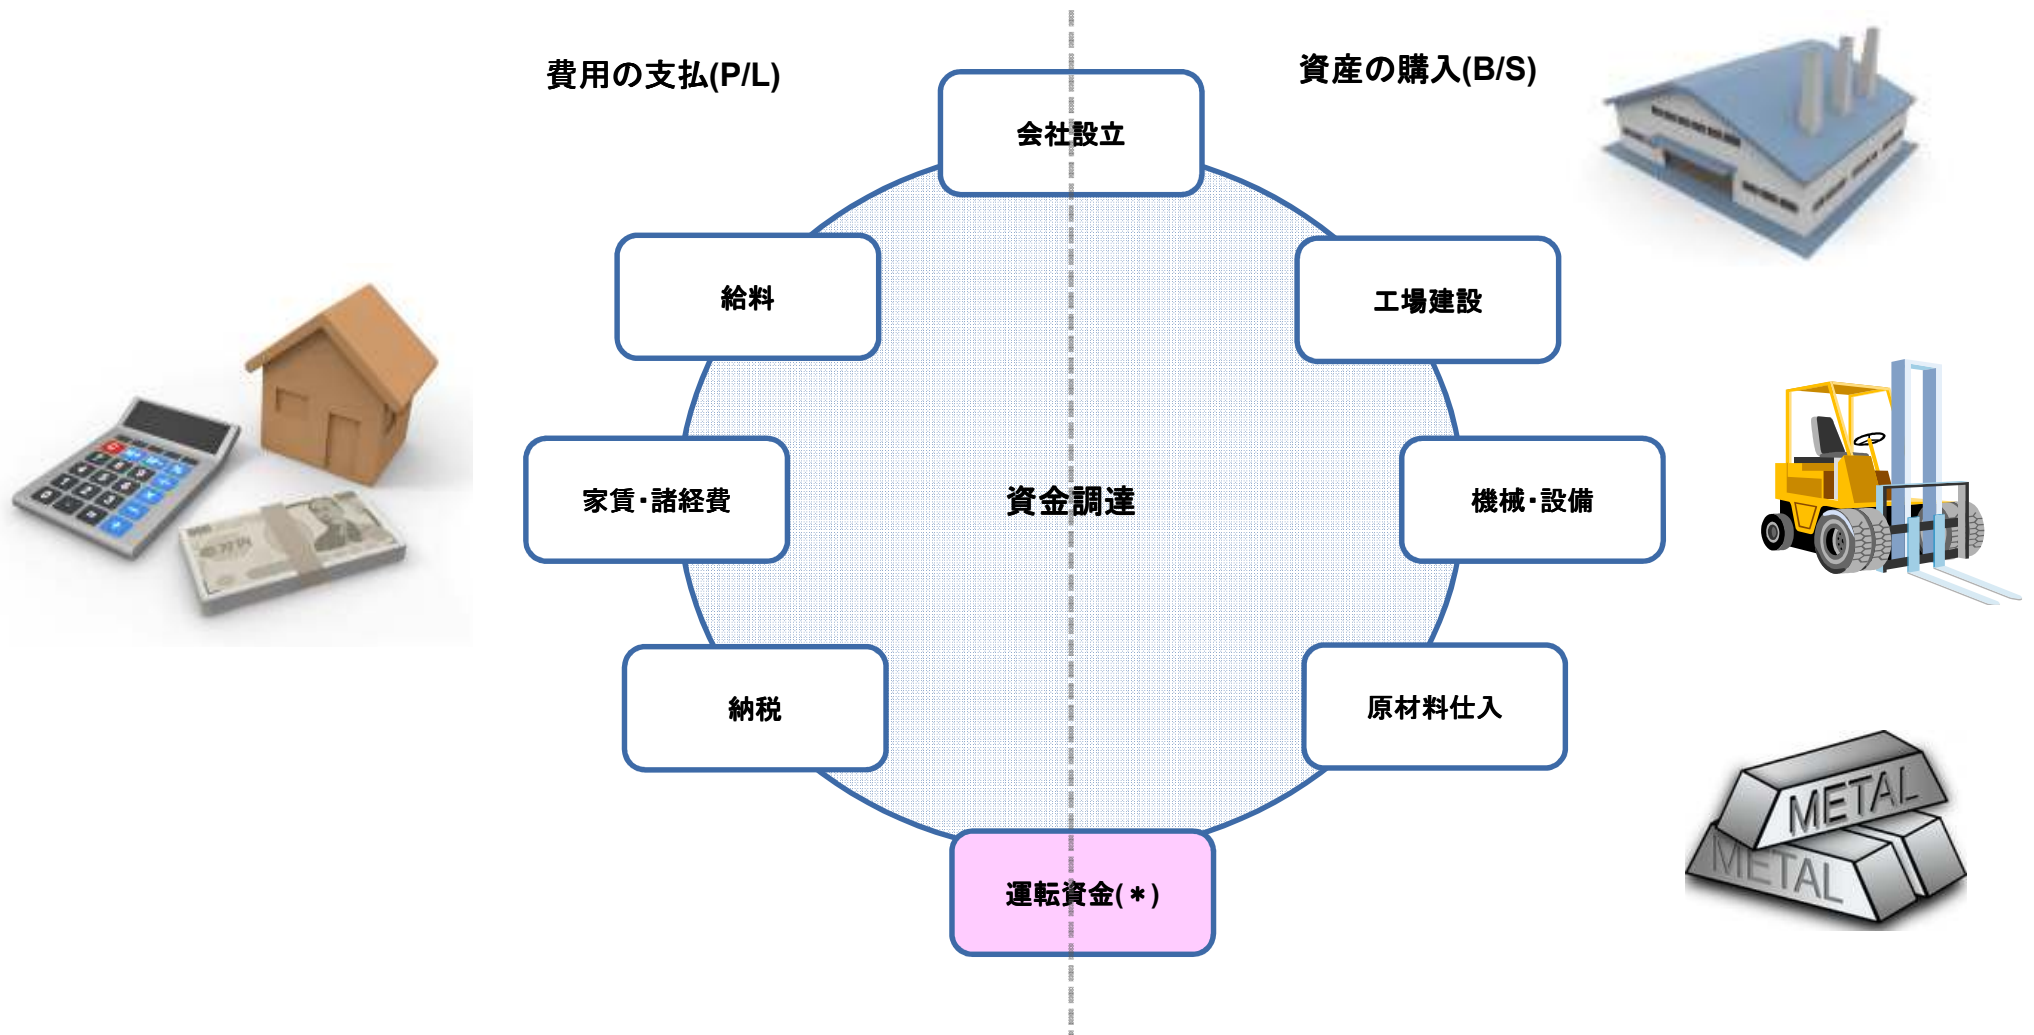 費用の支払(P/L)
資産の購入(B/S)
会社設立
給料
工場建設
家賃・諸経費
資金調達
機械・設備
納税
原材料仕入
運転資金(＊)
METAL
METAL